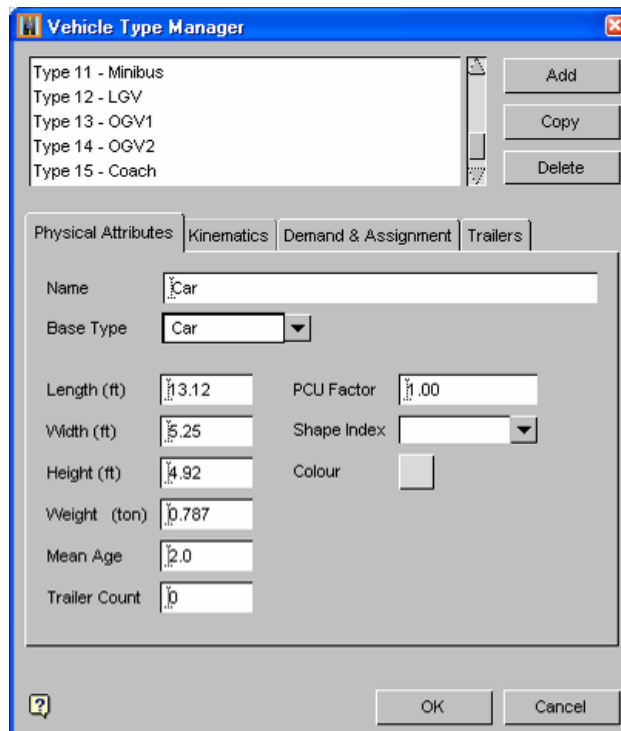 Vehicle Type Manager
Type 11 - Minibus
Type 12 - LGV
Type 13 - OGV1
Type 14 - OGV2
Type 15 - Coach
Add
Copy
Delete
Physical Attributes Kinematics Demand & Assignment Trailers
Name Car
Base Type Car
Length (ft) 13.12 PCU Factor 1.00
Width (ft) 5.25 Shape Index
Height (ft) 4.92 Colour
Weight (ton) 0.787
Mean Age 2.0
Trailer Count 0
? OK Cancel